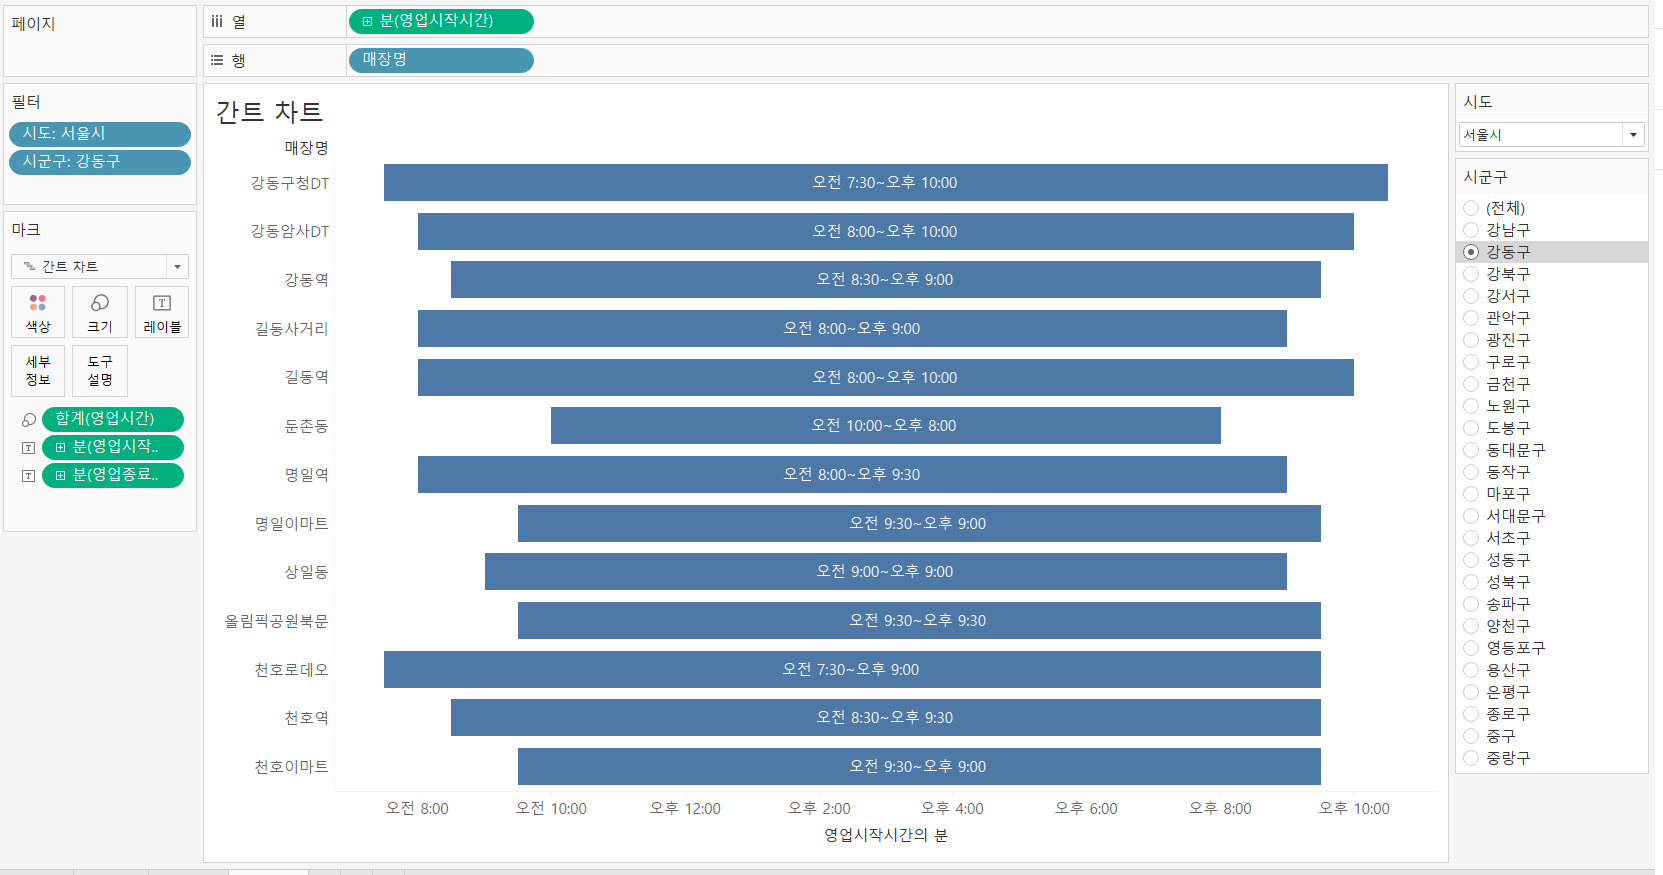 페이지
열
분(영업시작시간)
행
매장명
필터
시도: 서울시
시군구: 강동구
마크
간트 차트
색상
크기
레이블
세부
정보
도구
설명
합계(영업시간)
분(영업시작..
분(영업종료..
간트 차트
매장명
강동구청DT 오전 7:30~오후 10:00
강동암사DT 오전 8:00~오후 10:00
강동역 오전 8:30~오후 9:00
길동사거리 오전 8:00~오후 9:00
길동역 오전 8:00~오후 10:00
둔촌동 오전 10:00~오후 8:00
명일역 오전 8:00~오후 9:30
명일이마트 오전 9:30~오후 9:00
상일동 오전 9:00~오후 9:00
올림픽공원북문 오전 9:30~오후 9:30
천호로데오 오전 7:30~오후 9:00
천호역 오전 8:30~오후 9:30
천호이마트 오전 9:30~오후 9:00
오전 8:00 오전 10:00 오후 12:00 오후 2:00 오후 4:00 오후 6:00 오후 8:00 오후 10:00
영업시작시간의 분
시도
서울시
시군구
(전체)
강남구
강동구
강북구
강서구
관악구
광진구
구로구
금천구
노원구
도봉구
동대문구
동작구
마포구
서대문구
서초구
성동구
성북구
송파구
양천구
영등포구
용산구
은평구
종로구
중구
중랑구